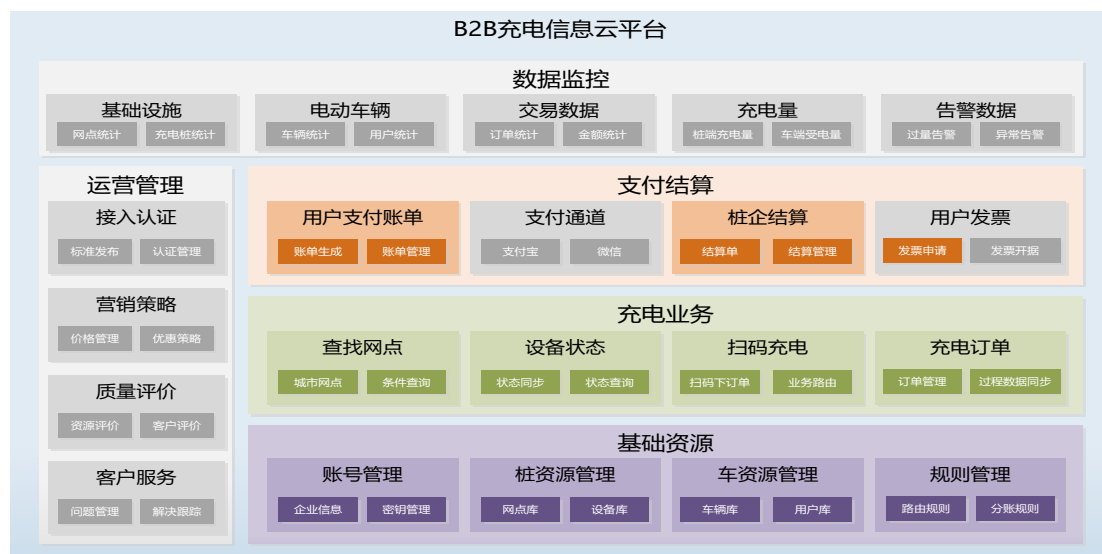 B2B充电信息云平台
数据监控
基础设施
网点统计 充电桩统计
电动车辆
车辆统计 用户统计
交易数据
订单统计 金额统计
充电量
桩端充电量 车端受电量
告警数据
过量告警 异常告警
运营管理
接入认证
标准发布 认证管理
营销策略
价格管理 优惠策略
质量评价
资源评价 客户评价
客户服务
问题管理 解决跟踪
支付结算
用户支付账单
账单生成 账单管理
支付通道
支付宝 微信
桩企结算
结算单 结算管理
用户发票
发票申请 发票开据
充电业务
查找网点
城市网点 条件查询
设备状态
状态同步 状态查询
扫码充电
扫码下订单 业务路由
充电订单
订单管理 过程数据同步
基础资源
账号管理
企业信息 密钥管理
桩资源管理
网点库 设备库
车资源管理
车辆库 用户库
规则管理
路由规则 分账规则